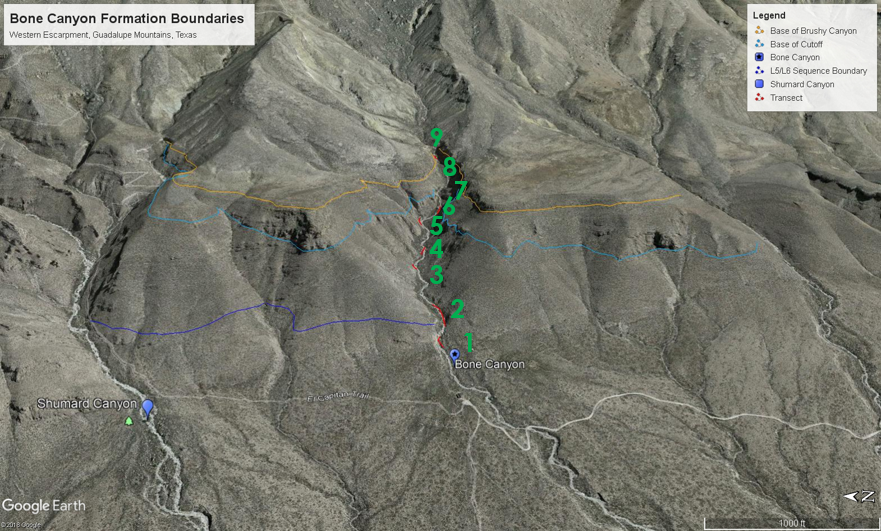 Bone Canyon Formation Boundaries
Western Escarpment, Guadalupe Mountains, Texas
Legend
Base of Brushy Canyon
Base of Cutoff
Bone Canyon
L5/L6 Sequence Boundary
Shumard Canyon
Transect
9
8
7
6
5
4
3
2
1
Bone Canyon
El Capitan Trail
Shumard Canyon
Google Earth
©2018 Google
N
1000 ft